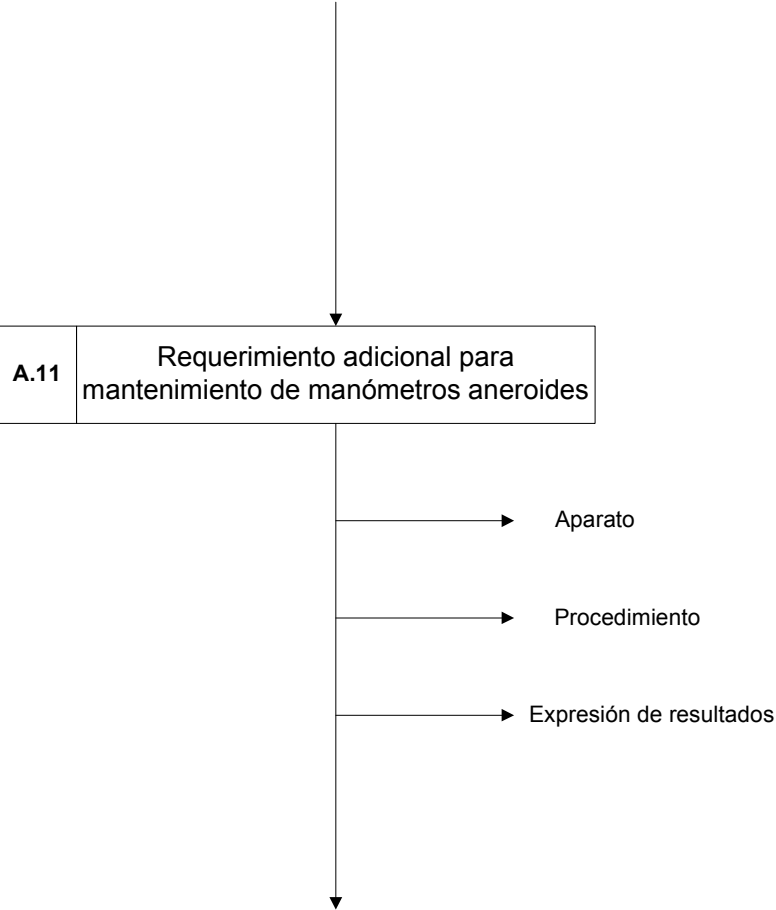 A.11
Requerimiento adicional para
mantenimiento de manómetros aneroides
Aparato
Procedimiento
Expresión de resultados